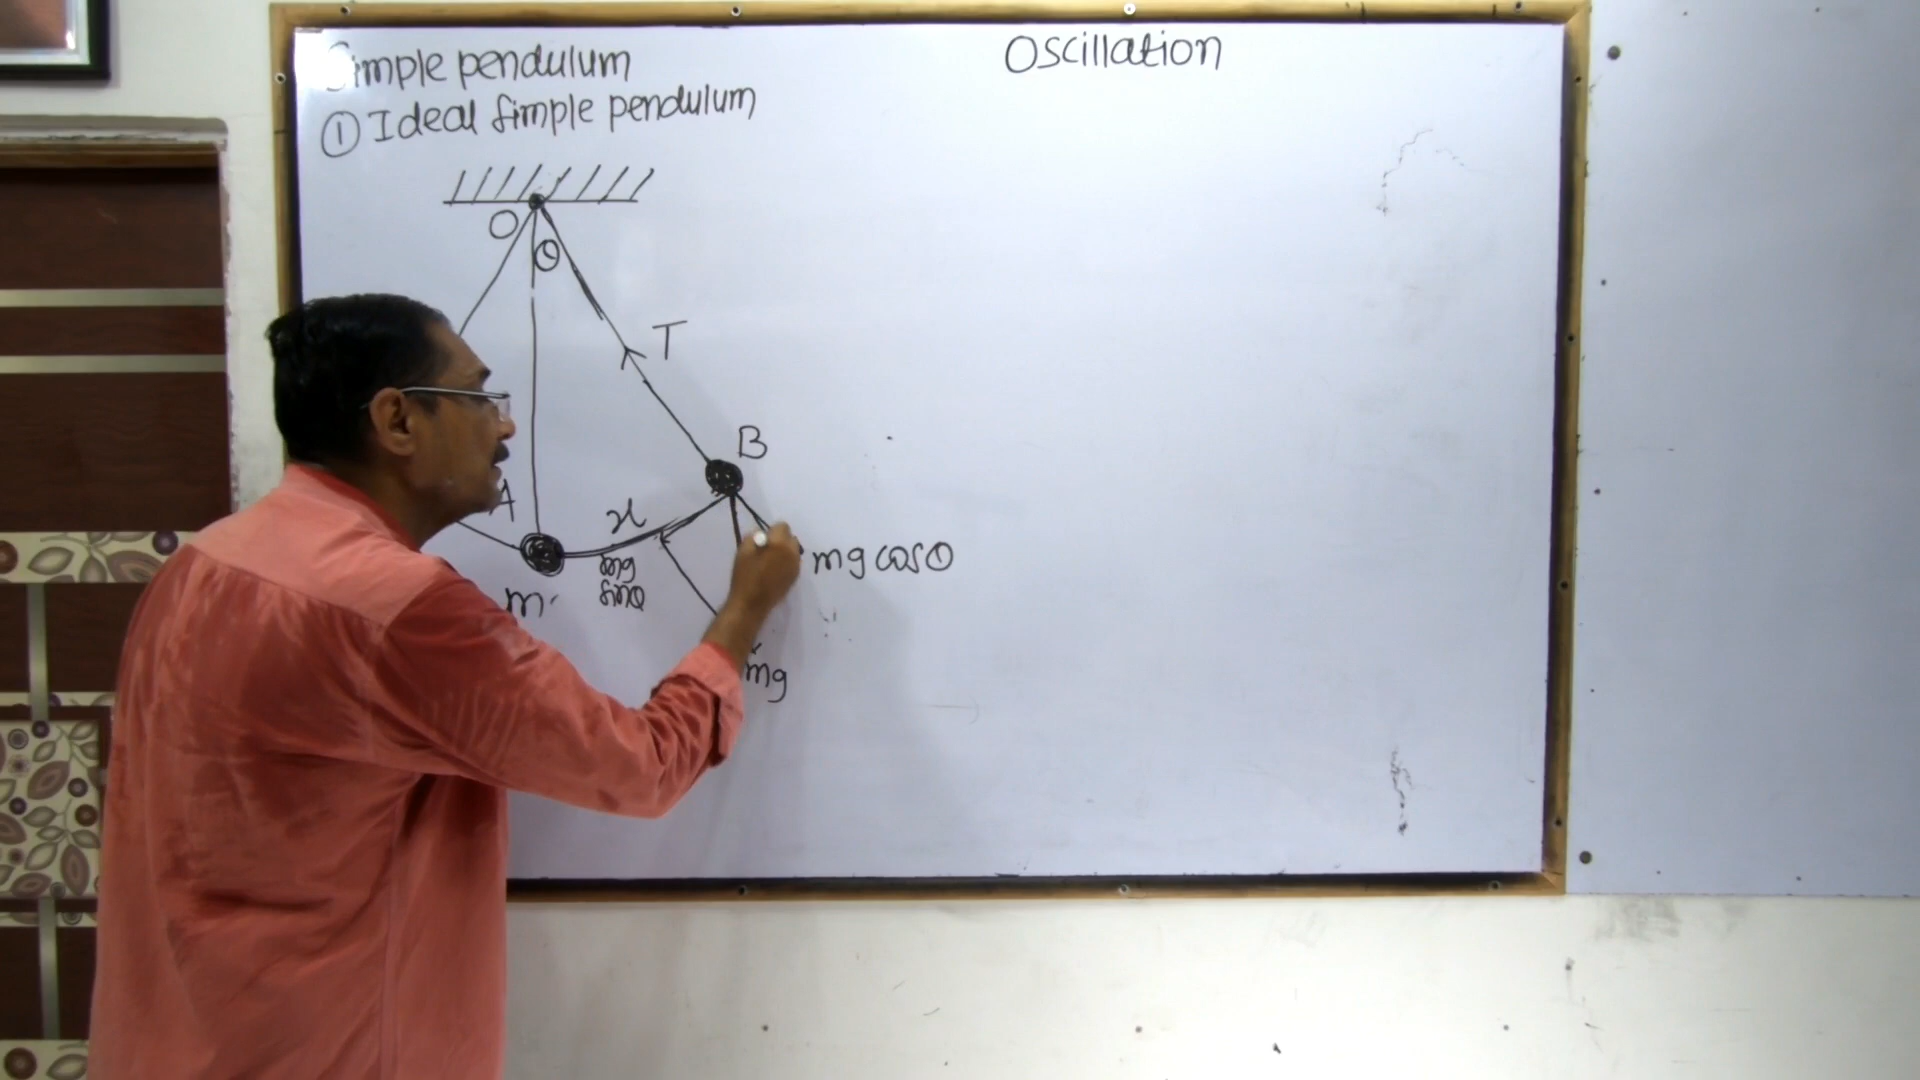 Simple pendulum
Oscillation
① Ideal Simple pendulum
O
θ
T
B
A
x
mg
sinθ
mg cosθ
m
mg